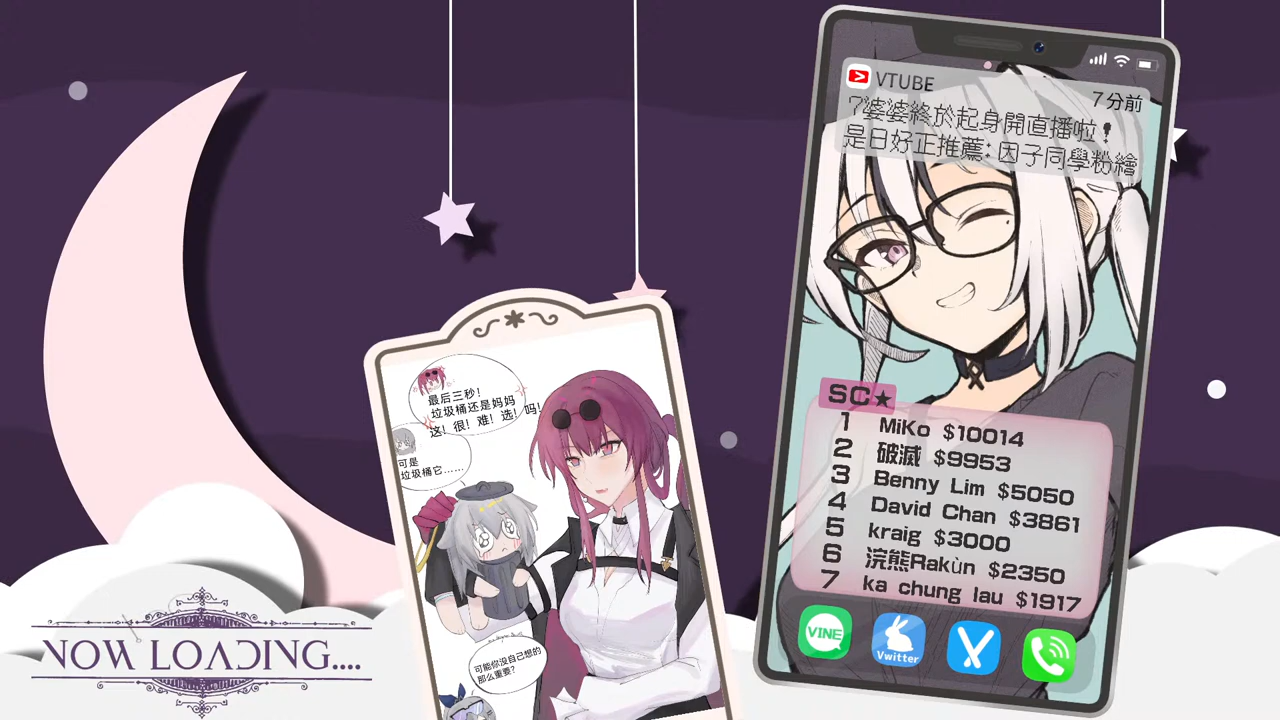 VTUBE
7分前
7婆婆終於起身開直播啦！
是日好正推薦：因子同學粉繪
SC★
1 MiKo $10014
2 破滅 $9953
3 Benny Lim $5050
4 David Chan $3861
5 kraig $3000
6 浣熊Rakùn $2350
7 ka chung lau $1917
VINE
Vwitter
最后三秒！
垃圾桶还是妈妈
这！很！难！选！吗！
可是
垃圾桶它……
可能你没自己想的
那么重要？
NOW LOADING....